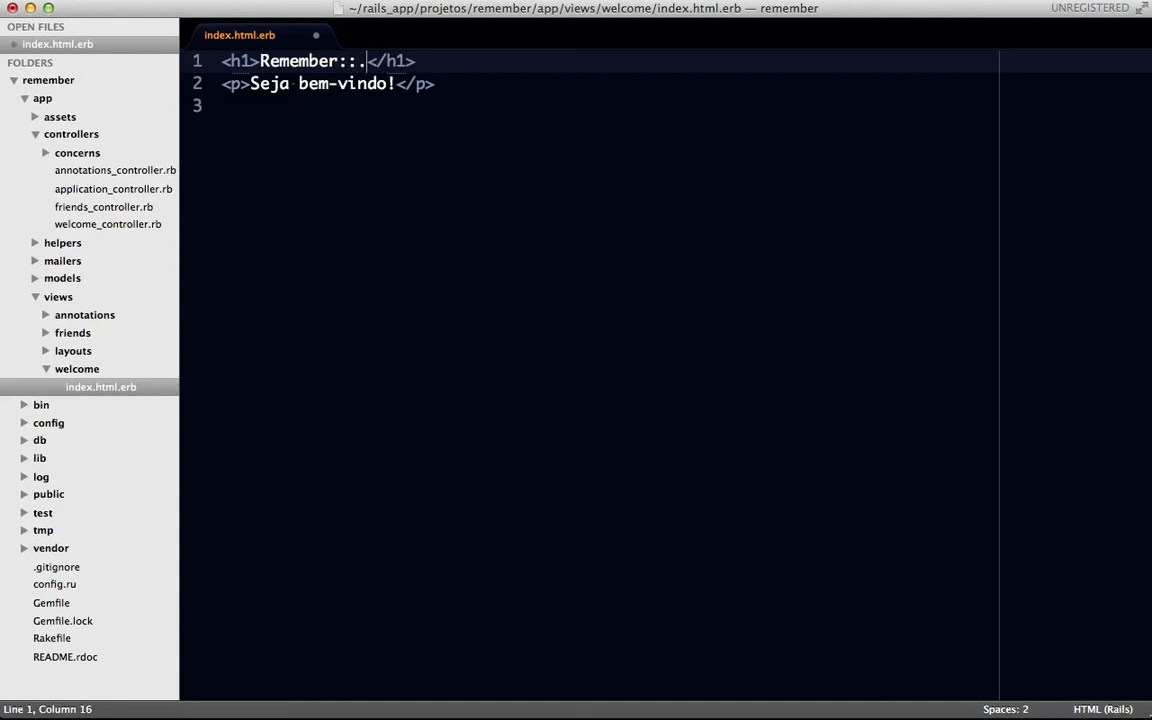 ~/rails_app/projetos/remember/app/views/welcome/index.html.erb — remember
UNREGISTERED
OPEN FILES
index.html.erb
FOLDERS
remember
app
assets
controllers
concerns
annotations_controller.rb
application_controller.rb
friends_controller.rb
welcome_controller.rb
helpers
mailers
models
views
annotations
friends
layouts
welcome
index.html.erb
bin
config
db
lib
log
public
test
tmp
vendor
.gitignore
config.ru
Gemfile
Gemfile.lock
Rakefile
README.rdoc
index.html.erb
1 <h1>Remember::.</h1>
2 <p>Seja bem-vindo!</p>
3
Line 1, Column 16
Spaces: 2
HTML (Rails)